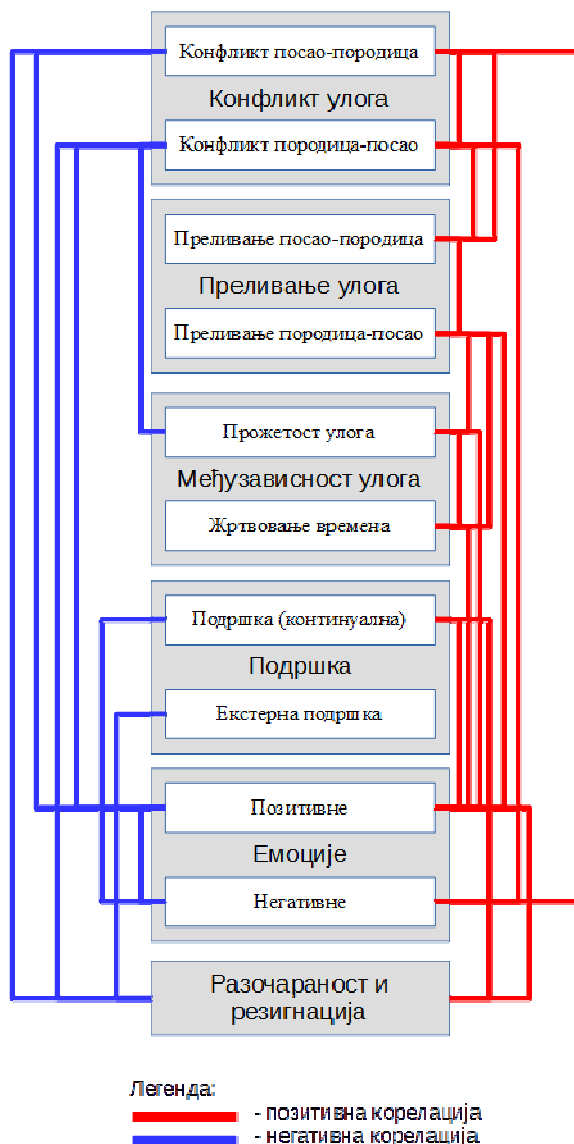 Конфликт посао-породица
Конфликт улога
Конфликт породица-посао
Преливање посао-породица
Преливање улога
Преливање породица-посао
Прожетост улога
Међузависност улога
Жртвовање времена
Подршка (континуална)
Подршка
Екстерна подршка
Позитивне
Емоције
Негативне
Разочараност и
резигнација
Легенда:
- позитивна корелација
- негативна корелација